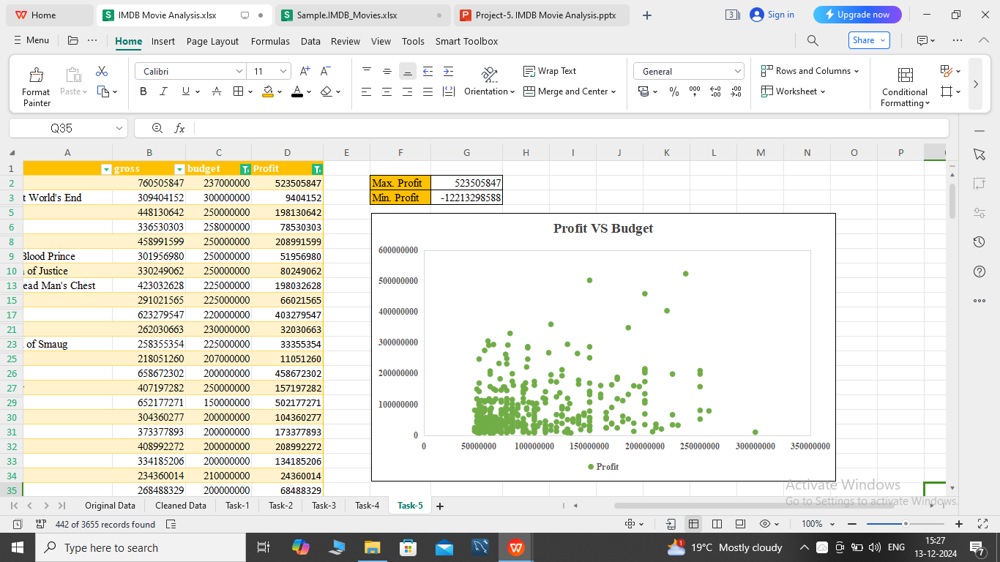 Home IMDB Movie Analysis.xlsx Sample.IMDB_Movies.xlsx Project-5. IMDB Movie Analysis.pptx + 3 Sign in Upgrade now
Menu Home Insert Page Layout Formulas Data Review View Tools Smart Toolbox Share
Calibri 11 A+ A- Wrap Text General Rows and Columns
Format Painter Paste B I U A Orientation Merge and Center % Worksheet Conditional Formatting
Q35 fx
A B C D E F G H I J K L M N O P
1 gross budget Profit
2 760505847 237000000 523505847 Max. Profit 523505847
3 t World's End 309404152 300000000 9404152 Min. Profit -12213298588
5 448130642 250000000 198130642
6 336530303 258000000 78530303
8 458991599 250000000 208991599
9 Blood Prince 301956980 250000000 51956980
10 of Justice 330249062 250000000 80249062
13 ead Man's Chest 423032628 225000000 198032628
15 291021565 225000000 66021565
17 623279547 220000000 403279547
21 262030663 230000000 32030663
23 of Smaug 258355354 225000000 33355354
25 218051260 207000000 11051260
26 658672302 200000000 458672302
27 407197282 250000000 157197282
29 652177271 150000000 502177271
30 304360277 200000000 104360277
31 373377893 200000000 173377893
32 408992272 200000000 208992272
33 334185206 200000000 134185206
34 234360014 210000000 24360014
35 268488329 200000000 68488329
Profit VS Budget
600000000
500000000
400000000
300000000
200000000
100000000
0
0 50000000 100000000 150000000 200000000 250000000 300000000 350000000
Profit
Activate Windows
Go to Settings to activate Windows.
Original Data Cleaned Data Task-1 Task-2 Task-3 Task-4 Task-5 +
442 of 3655 records found 100%
Type here to search 1 19°C Mostly cloudy ENG 15:27
13-12-2024 7